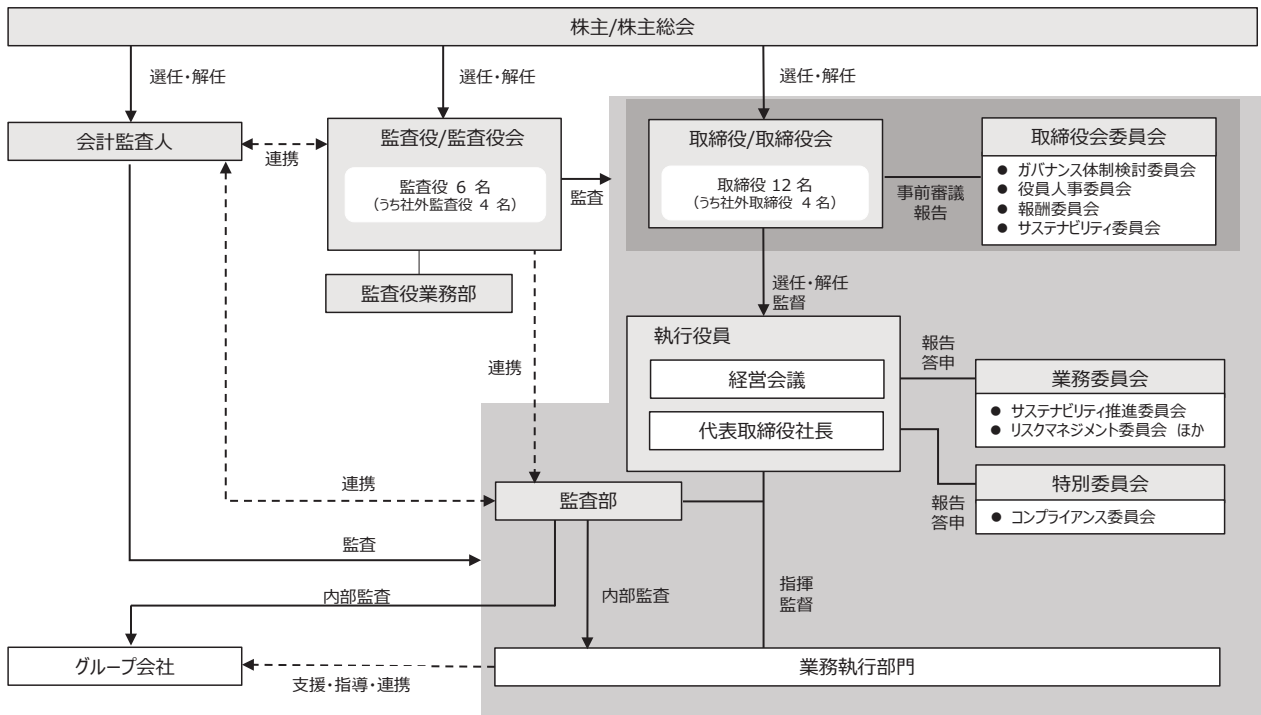 株主/株主総会
選任・解任
選任・解任
選任・解任
会計監査人
連携
監査役/監査役会
監査役 6 名
(うち社外監査役 4 名)
監査
取締役/取締役会
取締役 12 名
(うち社外取締役 4 名)
事前審議
報告
取締役会委員会
● ガバナンス体制検討委員会
● 役員人事委員会
● 報酬委員会
● サステナビリティ委員会
監査役業務部
選任・解任
監督
連携
執行役員
経営会議
代表取締役社長
報告
答申
業務委員会
● サステナビリティ推進委員会
● リスクマネジメント委員会 ほか
報告
答申
特別委員会
● コンプライアンス委員会
連携
監査部
監査
内部監査
内部監査
指揮
監督
グループ会社
支援・指導・連携
業務執行部門